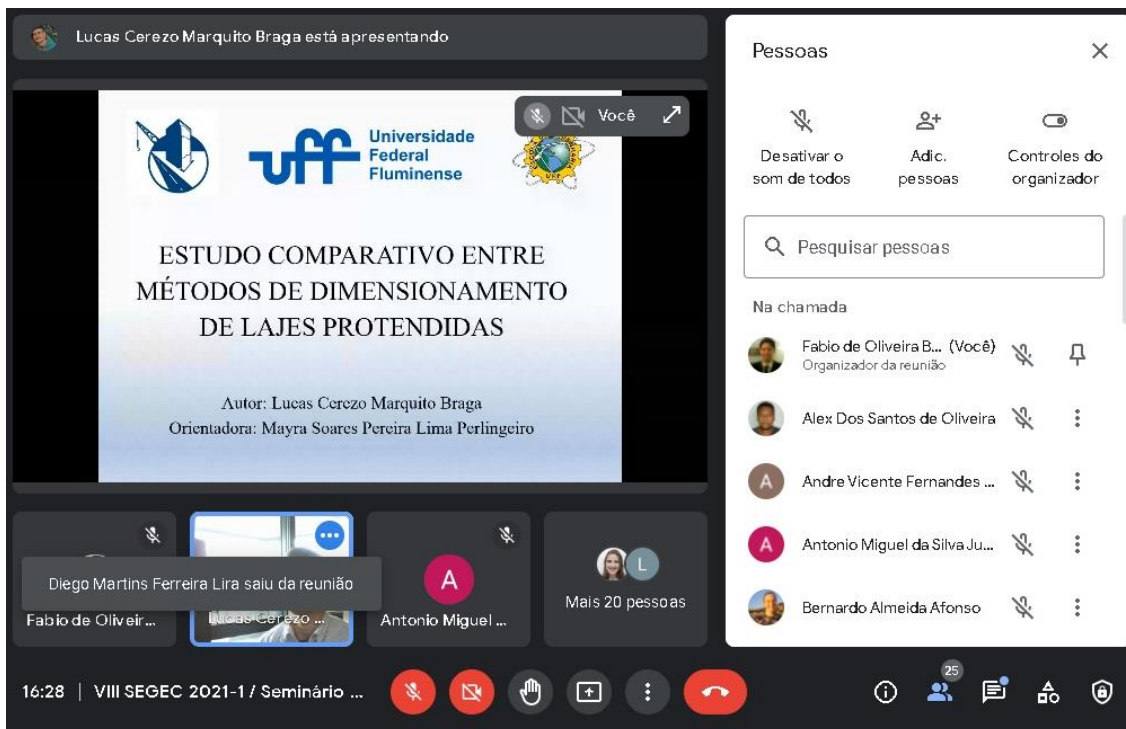 Lucas Cerezo Marquito Braga está apresentando
Você
uff
Universidade
Federal
Fluminense
ESTUDO COMPARATIVO ENTRE
MÉTODOS DE DIMENSIONAMENTO
DE LAJES PROTENDIDAS
Autor: Lucas Cerezo Marquito Braga
Orientadora: Mayra Soares Pereira Lima Perlingeiro
Diego Martins Ferreira Lira saiu da reunião
Fabio de Oliveir...
Lucas Cerezo ...
A
Antonio Miguel ...
L
Mais 20 pessoas
16:28 | VIII SEGEC 2021-1 / Seminário ...
Pessoas
Desativar o
som de todos
Adic.
pessoas
Controles do
organizador
Pesquisar pessoas
Na chamada
Fabio de Oliveira B... (Você)
Organizador da reunião
Alex Dos Santos de Oliveira
A
Andre Vicente Fernandes ...
A
Antonio Miguel da Silva Ju...
Bernardo Almeida Afonso
25